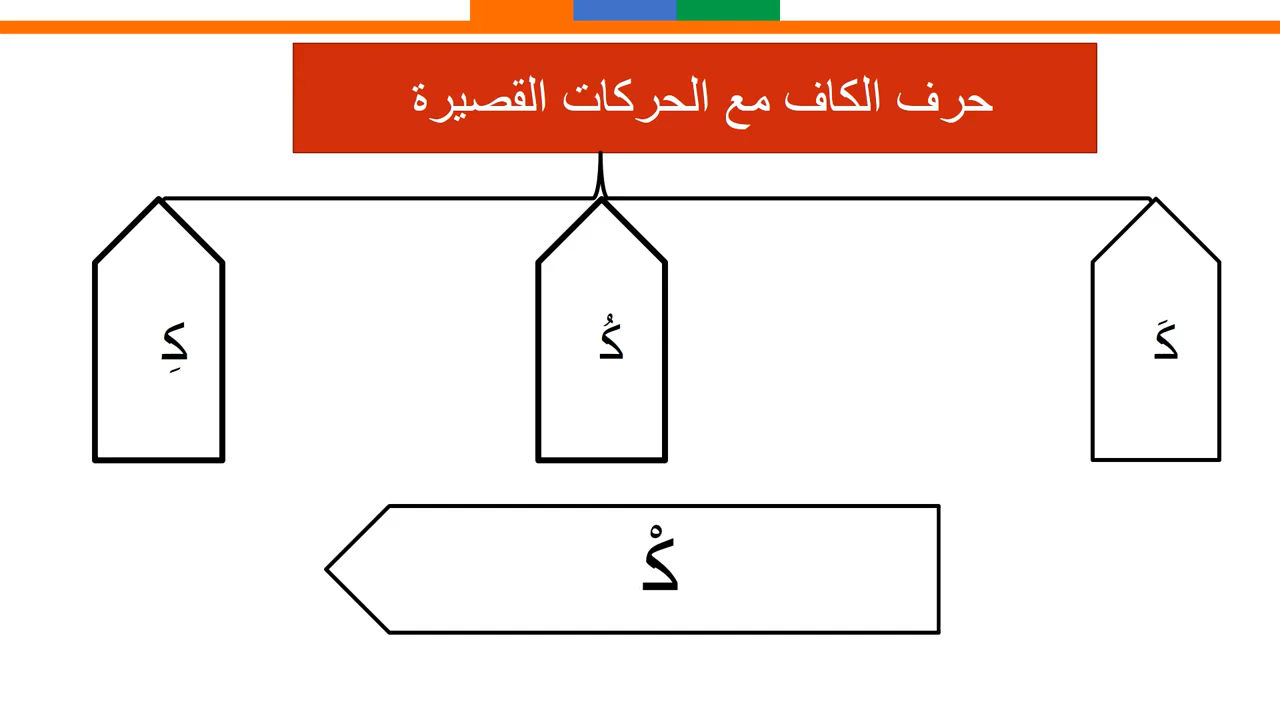 حرف الكاف مع الحركات القصيرة
كَ
كُ
كِ
كْ